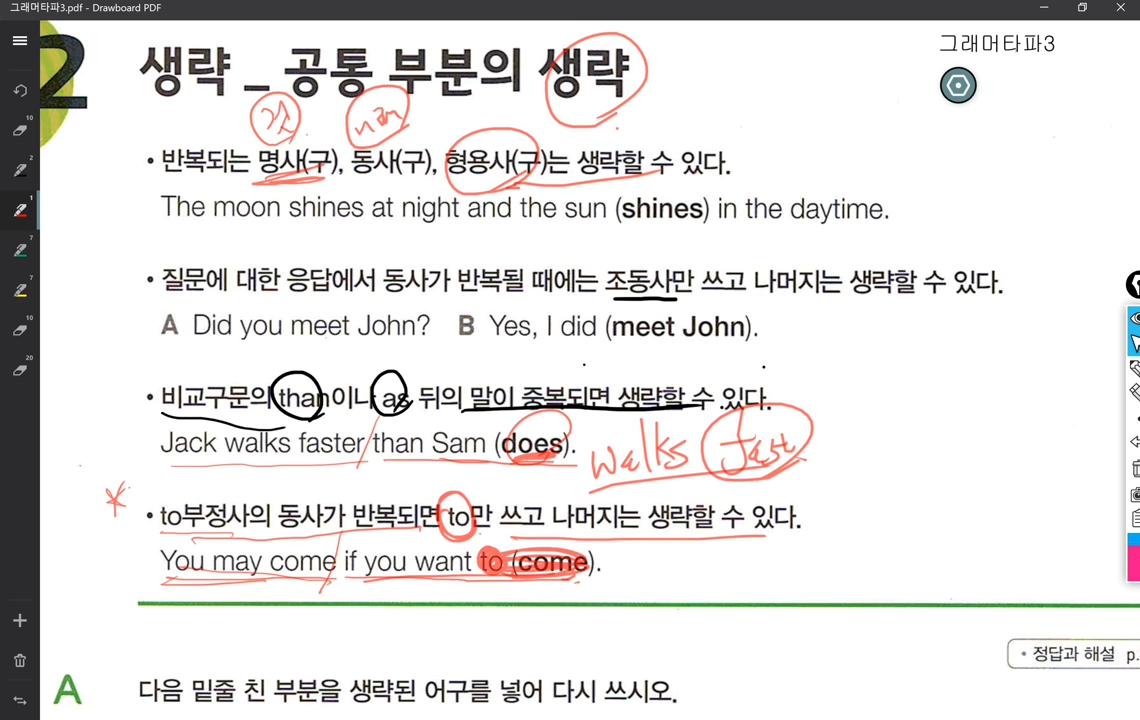 그래머타파3.pdf - Drawboard PDF
그래머타파3
2 생략 _ 공통 부분의 생략
• 반복되는 명사(구), 동사(구), 형용사(구)는 생략할 수 있다.
The moon shines at night and the sun (shines) in the daytime.
• 질문에 대한 응답에서 동사가 반복될 때에는 조동사만 쓰고 나머지는 생략할 수 있다.
A Did you meet John? B Yes, I did (meet John).
• 비교구문의 than이나 as 뒤의 말이 중복되면 생략할 수 있다.
Jack walks faster than Sam (does). walks fast
• to부정사의 동사가 반복되면 to만 쓰고 나머지는 생략할 수 있다.
You may come if you want to (come).
• 정답과 해설 p.
A 다음 밑줄 친 부분을 생략된 어구를 넣어 다시 쓰시오.
10
2
1
7
7
10
20